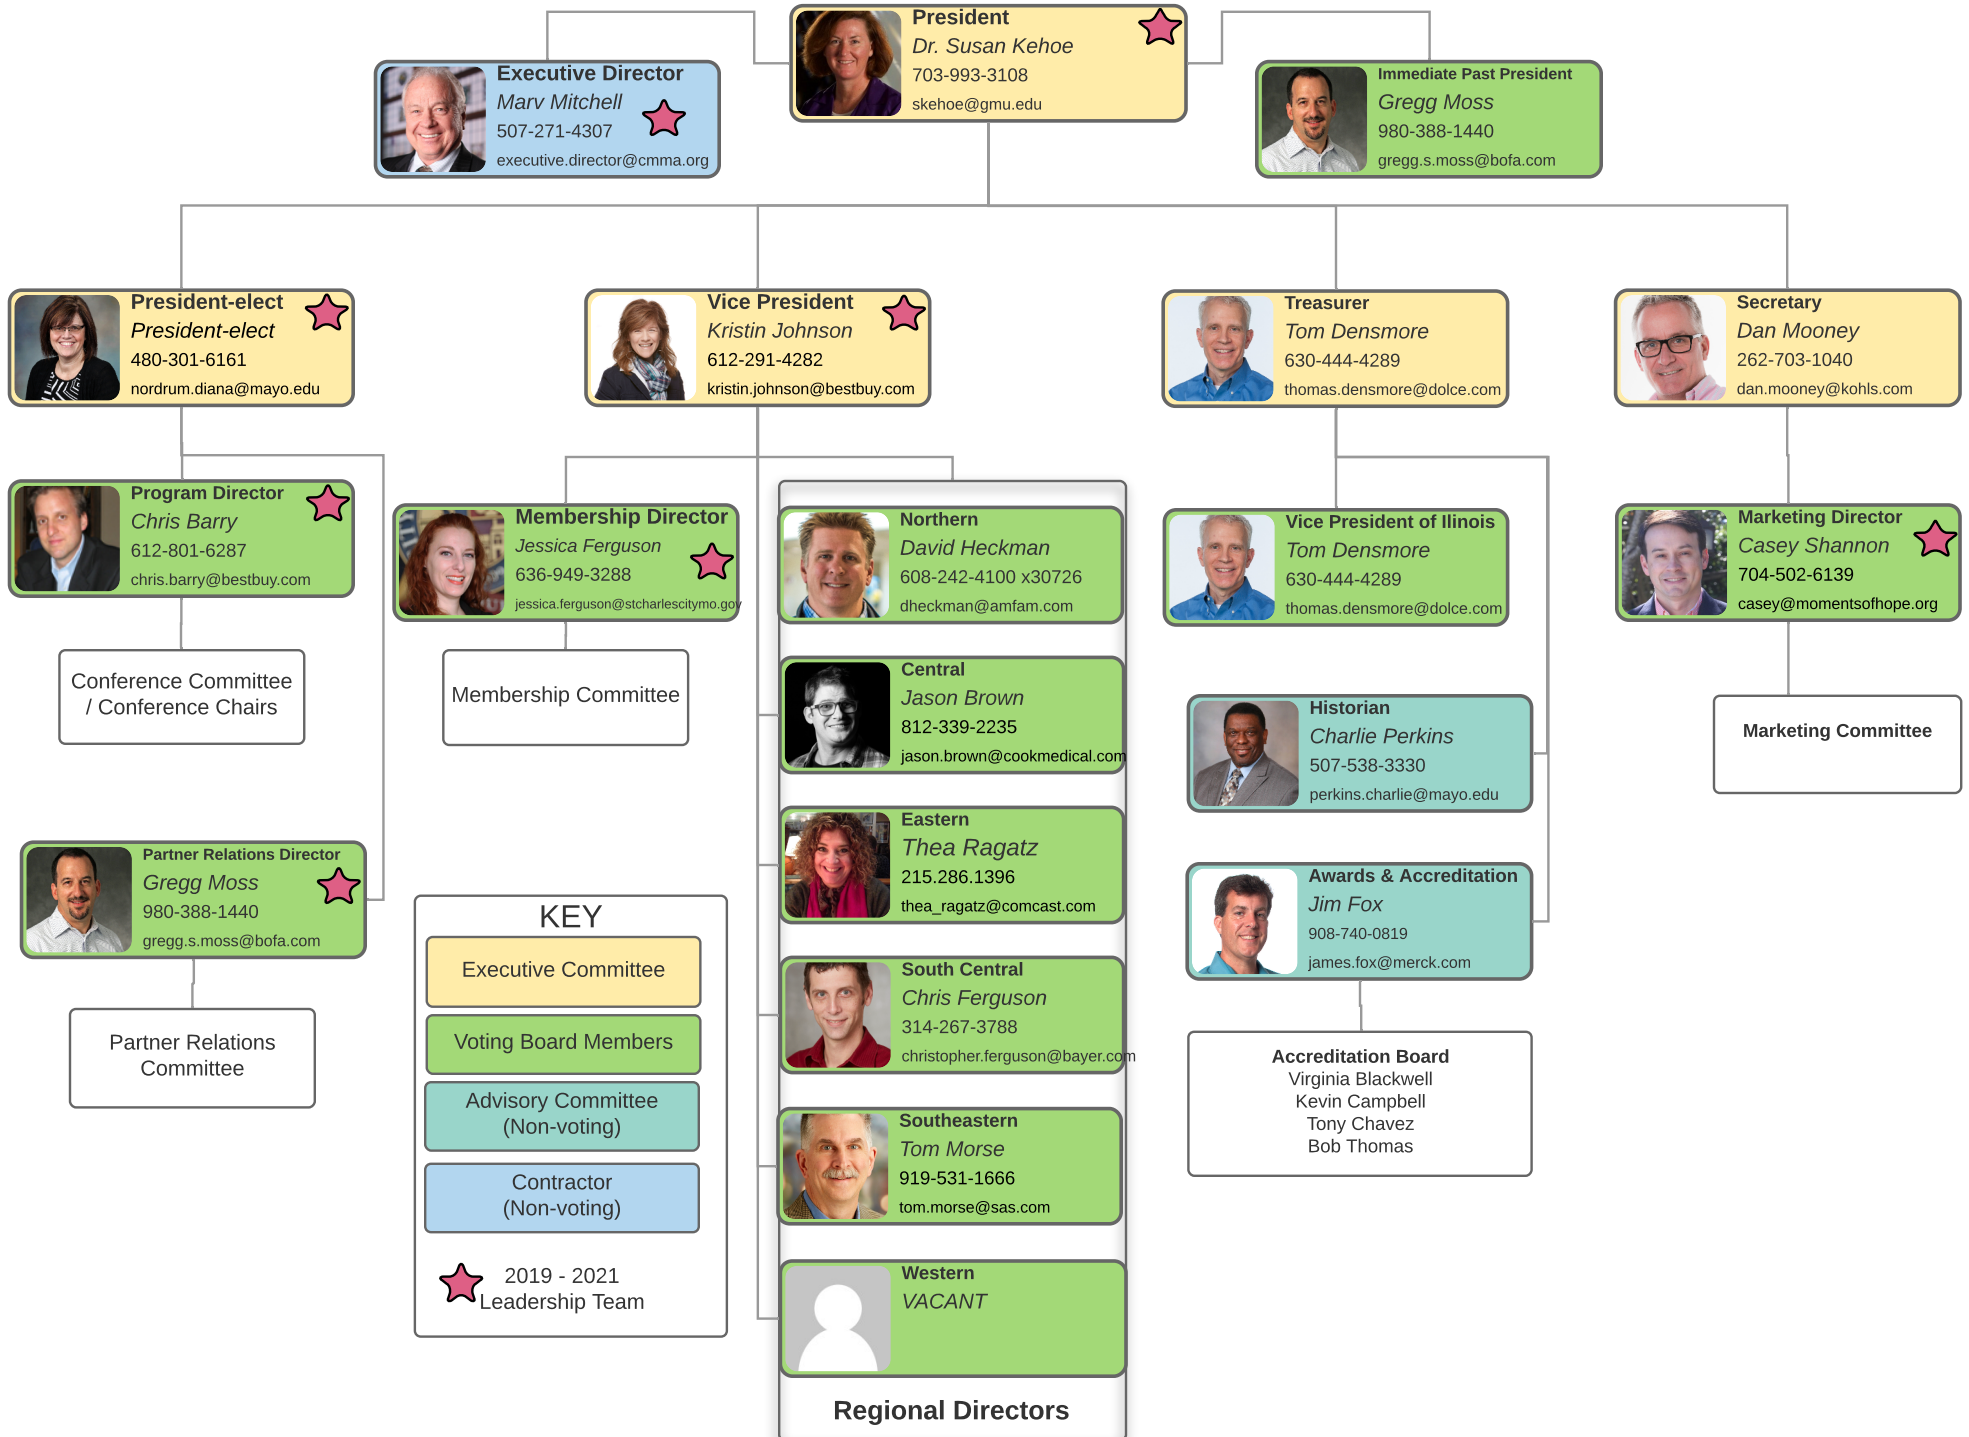 President
Dr. Susan Kehoe
703-993-3108
skehoe@gmu.edu
Executive Director
Marv Mitchell
507-271-4307
executive.director@cmma.org
Immediate Past President
Gregg Moss
980-388-1440
gregg.s.moss@bofa.com
President-elect
President-elect
480-301-6161
nordrum.diana@mayo.edu
Vice President
Kristin Johnson
612-291-4282
kristin.johnson@bestbuy.com
Treasurer
Tom Densmore
630-444-4289
thomas.densmore@dolce.com
Secretary
Dan Mooney
262-703-1040
dan.mooney@kohls.com
Program Director
Chris Barry
612-801-6287
chris.barry@bestbuy.com
Conference Committee
/ Conference Chairs
Partner Relations Director
Gregg Moss
980-388-1440
gregg.s.moss@bofa.com
Partner Relations
Committee
Membership Director
Jessica Ferguson
636-949-3288
jessica.ferguson@stcharlescitymo.gov
Membership Committee
KEY
Executive Committee
Voting Board Members
Advisory Committee
(Non-voting)
Contractor
(Non-voting)
2019 - 2021
Leadership Team
Northern
David Heckman
608-242-4100 x30726
dheckman@amfam.com
Central
Jason Brown
812-339-2235
jason.brown@cookmedical.com
Eastern
Thea Ragatz
215.286.1396
thea_ragatz@comcast.com
South Central
Chris Ferguson
314-267-3788
christopher.ferguson@bayer.com
Southeastern
Tom Morse
919-531-1666
tom.morse@sas.com
Western
VACANT
Regional Directors
Vice President of Ilinois
Tom Densmore
630-444-4289
thomas.densmore@dolce.com
Historian
Charlie Perkins
507-538-3330
perkins.charlie@mayo.edu
Awards & Accreditation
Jim Fox
908-740-0819
james.fox@merck.com
Accreditation Board
Virginia Blackwell
Kevin Campbell
Tony Chavez
Bob Thomas
Marketing Director
Casey Shannon
704-502-6139
casey@momentsofhope.org
Marketing Committee